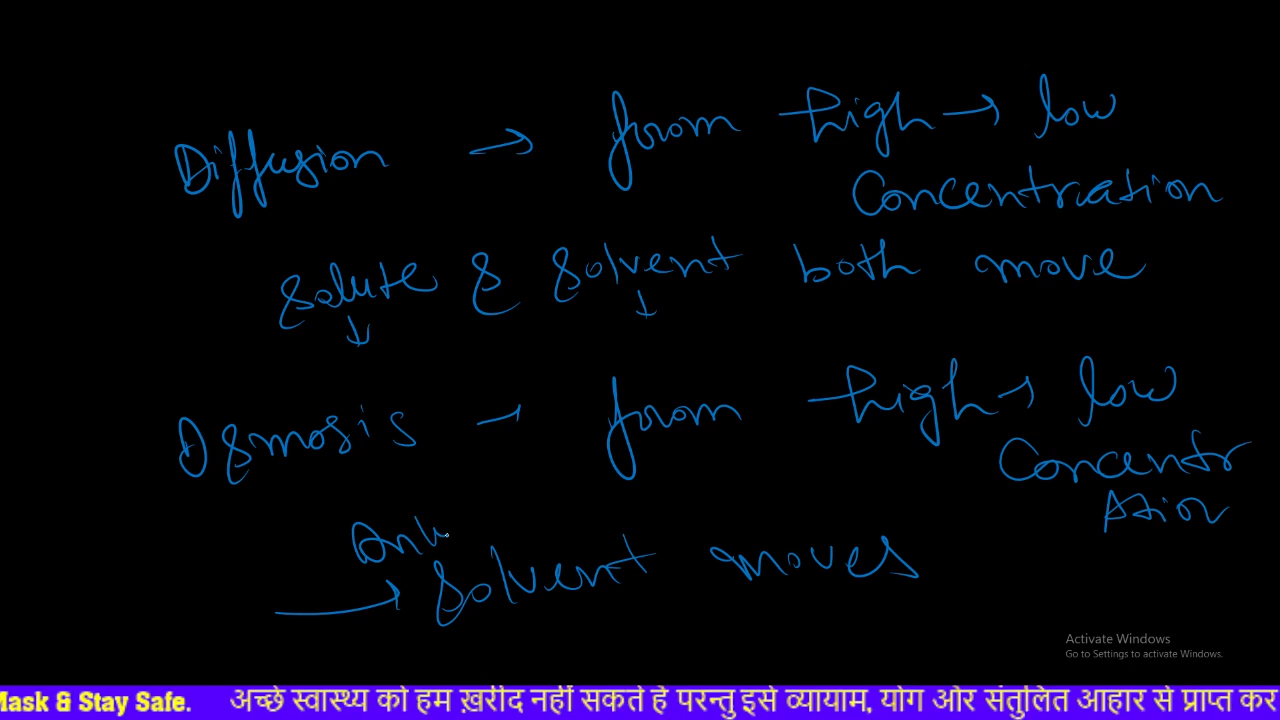 Diffusion → from high → low
Concentration
Solute & Solvent both move
↓ ↓
Osmosis → from high → low
Concentr
ation
→ Solvent moves
Activate Windows
Go to Settings to activate Windows.
Mask & Stay Safe. अच्छे स्वास्थ्य को हम ख़रीद नहीं सकते है परन्तु इसे व्यायाम, योग और संतुलित आहार से प्राप्त कर